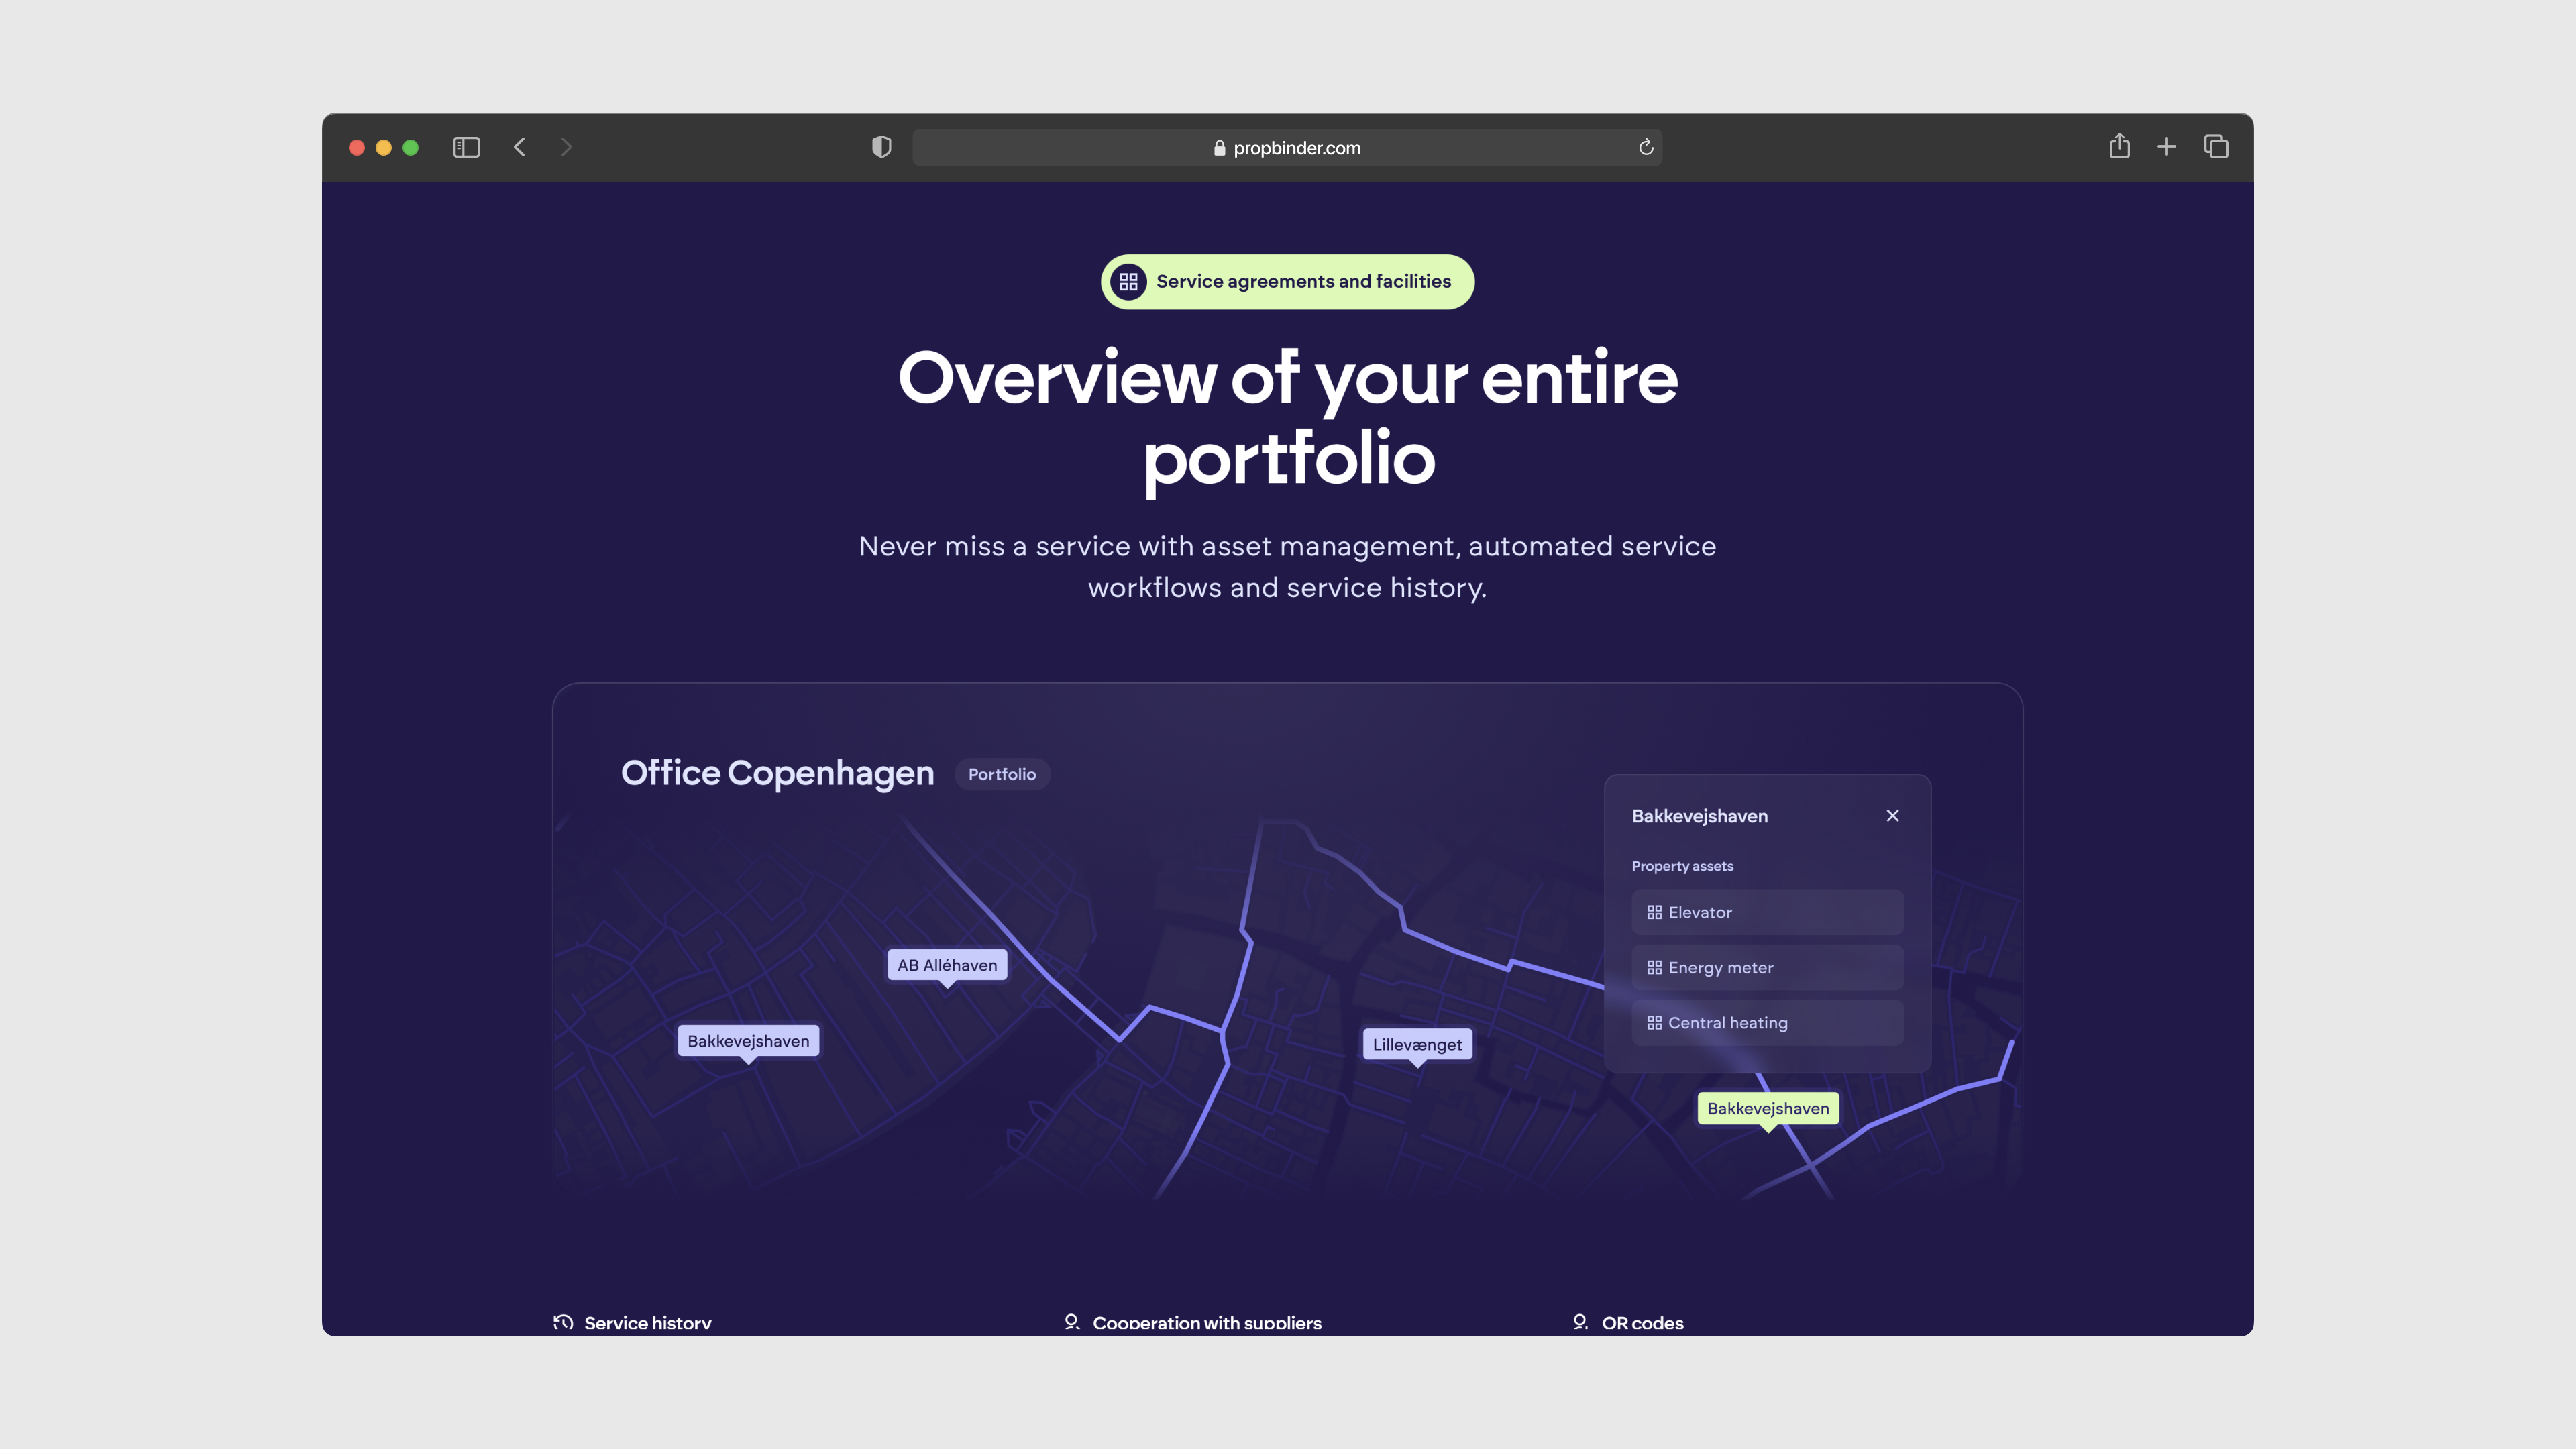 propbinder.com
Service agreements and facilities
Overview of your entire
portfolio
Never miss a service with asset management, automated service
workflows and service history.
Office Copenhagen
Portfolio
Bakkevejshaven
Property assets
Elevator
Energy meter
Central heating
AB Alléhaven
Bakkevejshaven
Lillevænget
Bakkevejshaven
Service history
Cooperation with suppliers
QR codes